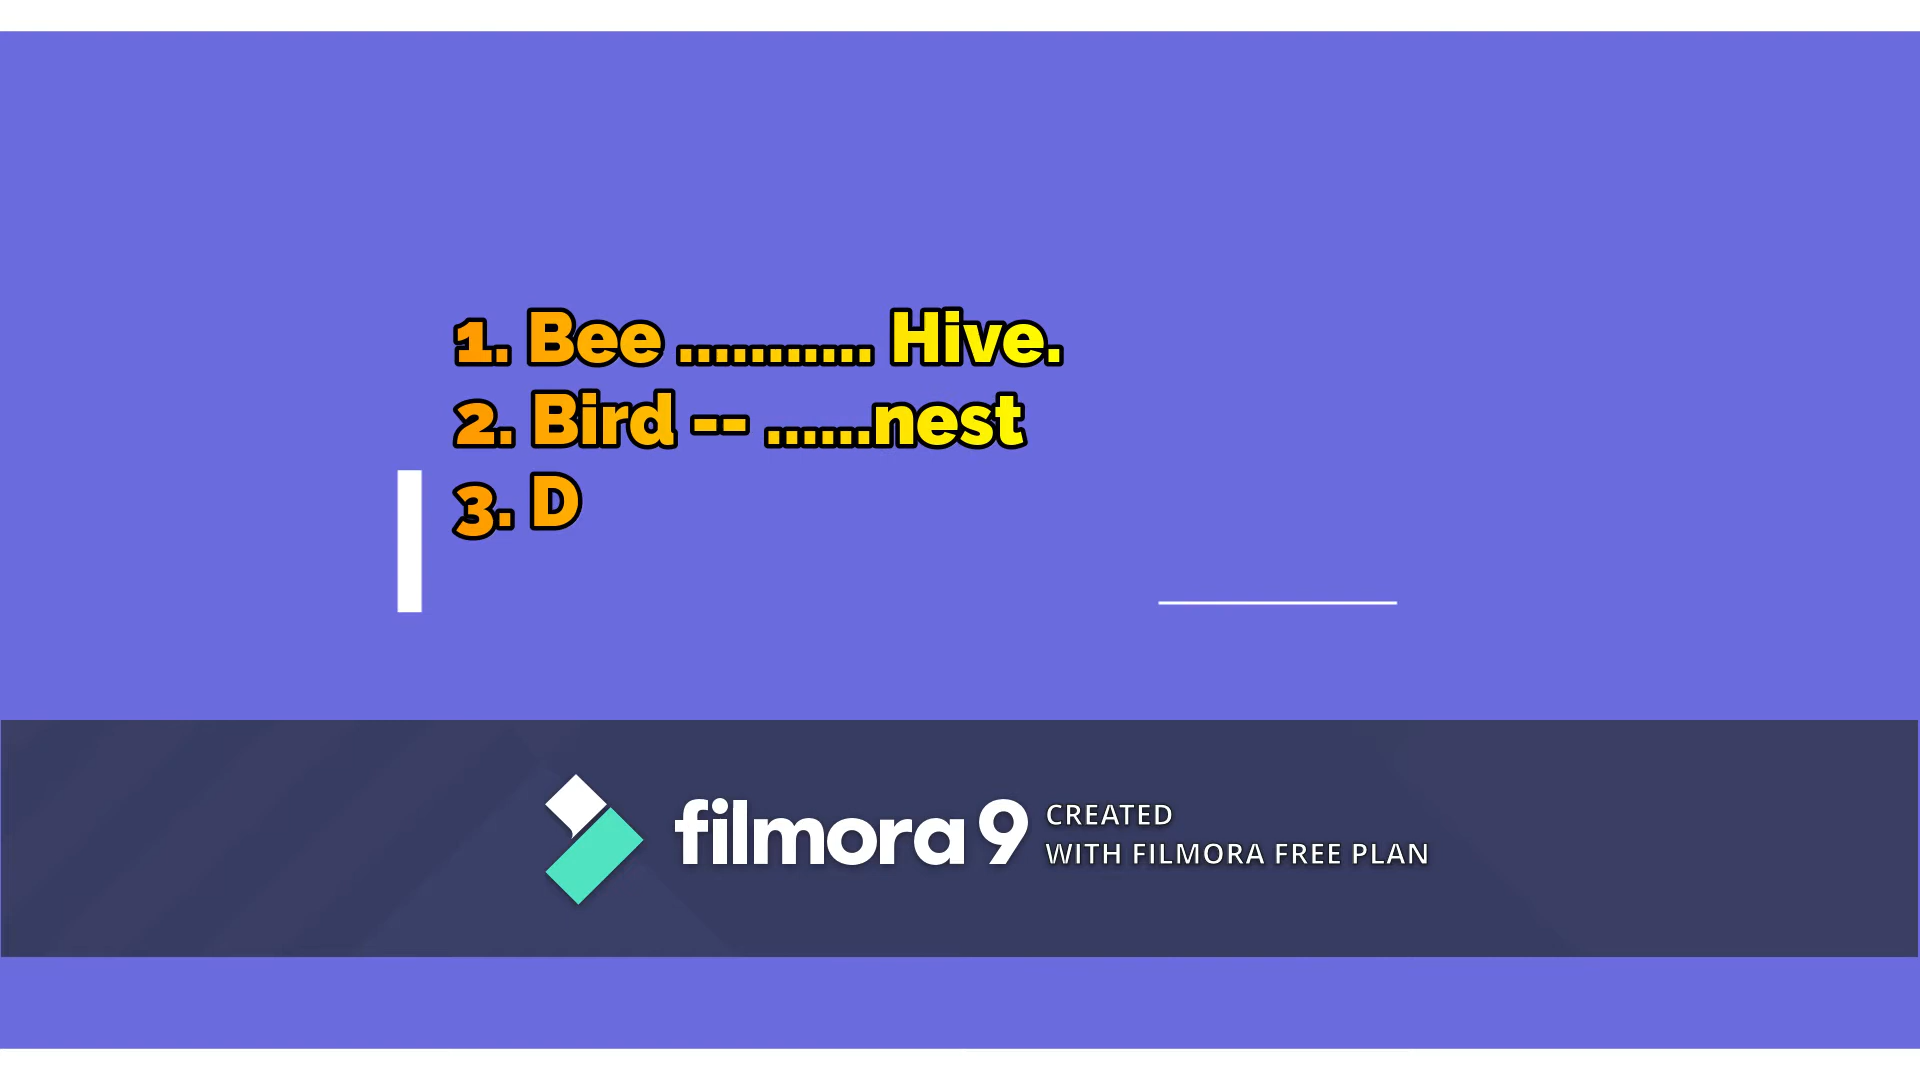 1. Bee ........... Hive.
2. Bird -- ......nest
3. D
filmora 9 CREATED
WITH FILMORA FREE PLAN